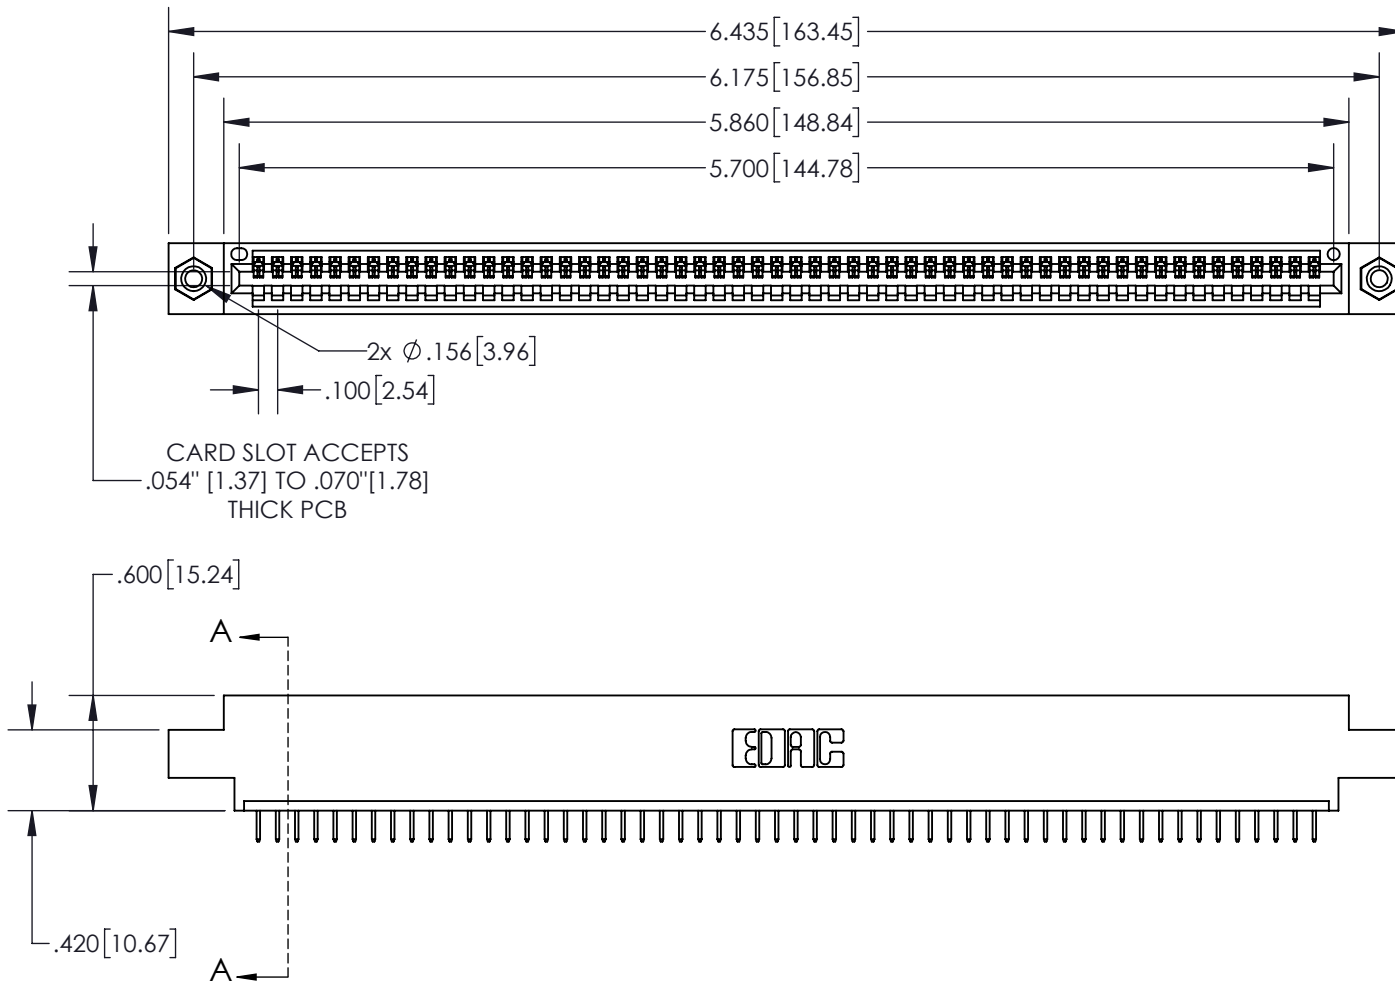 6.435[163.45]
6.175[156.85]
5.860[148.84]
5.700[144.78]
2x Ø.156[3.96]
.100[2.54]
CARD SLOT ACCEPTS
.054" [1.37] TO .070"[1.78]
THICK PCB
.600[15.24]
A
EDAC
.420[10.67]
A